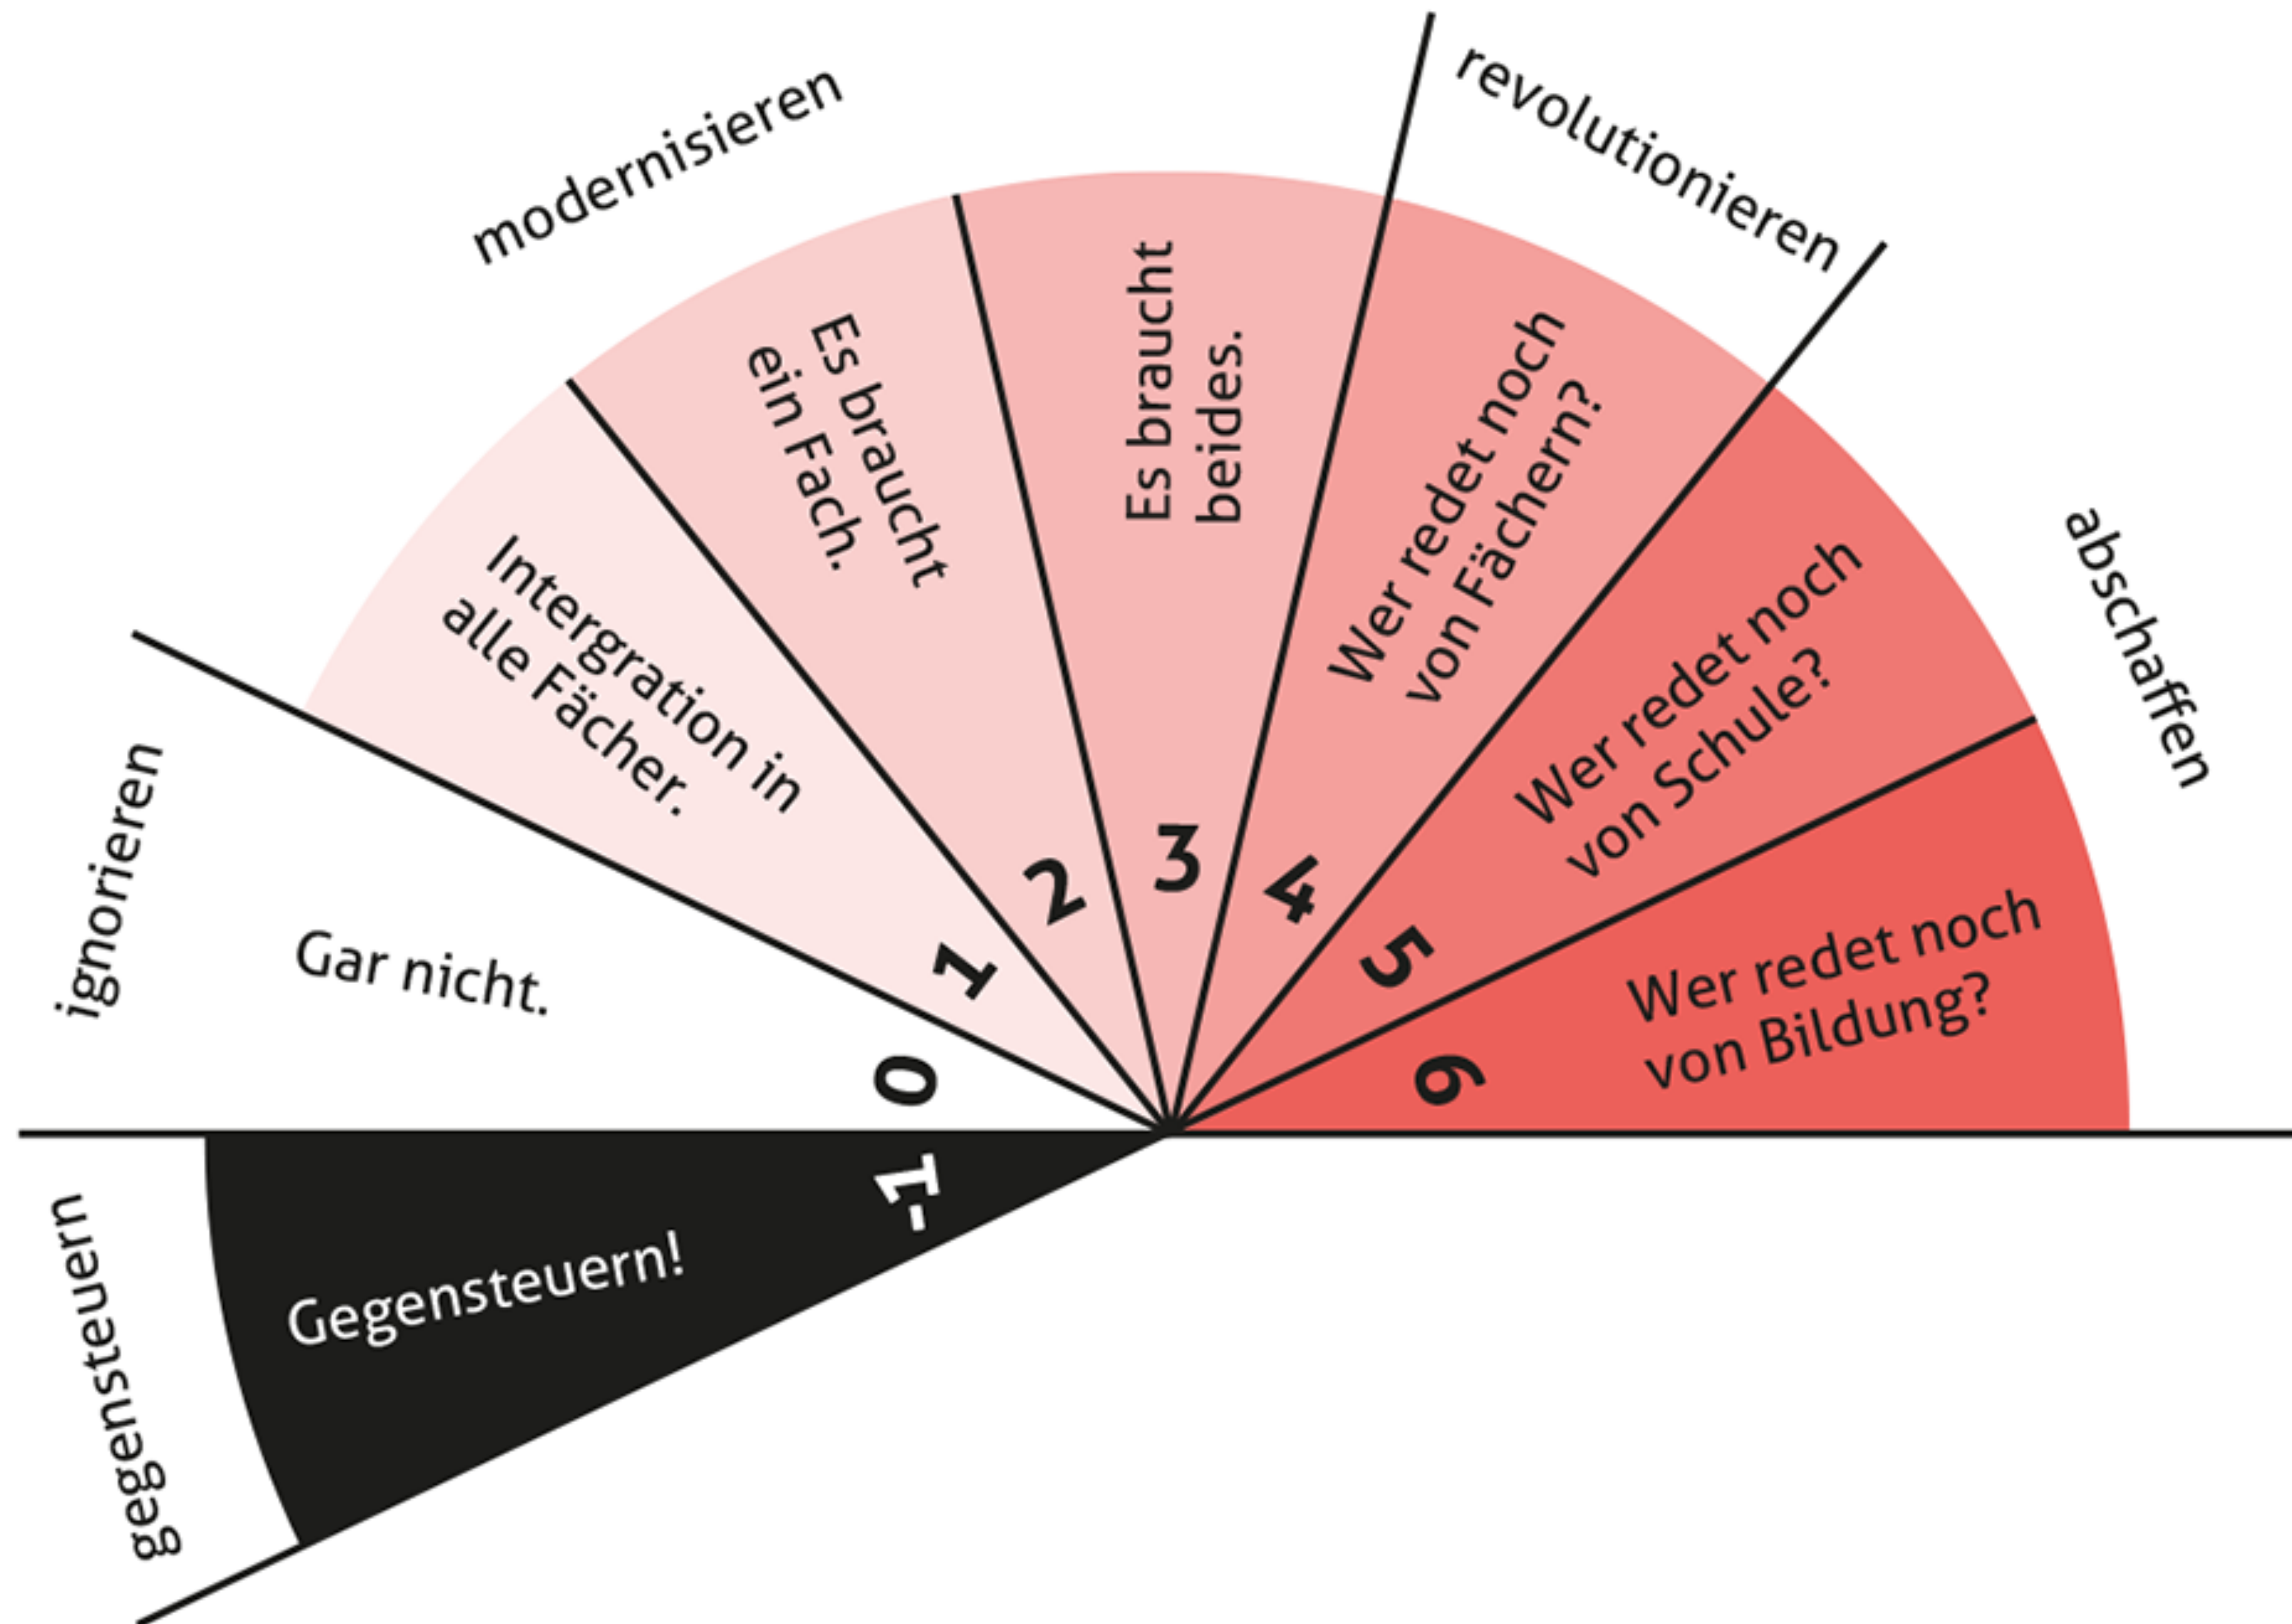 gegensteuern
Gegensteuern!
-1
ignorieren
Gar nicht.
0
modernisieren
Intergration in
alle Fächer.
1
Es braucht
ein Fach.
2
Es braucht
beides.
3
revolutionieren
Wer redet noch
von Fächern?
4
abschaffen
Wer redet noch
von Schule?
5
Wer redet noch
von Bildung?
6